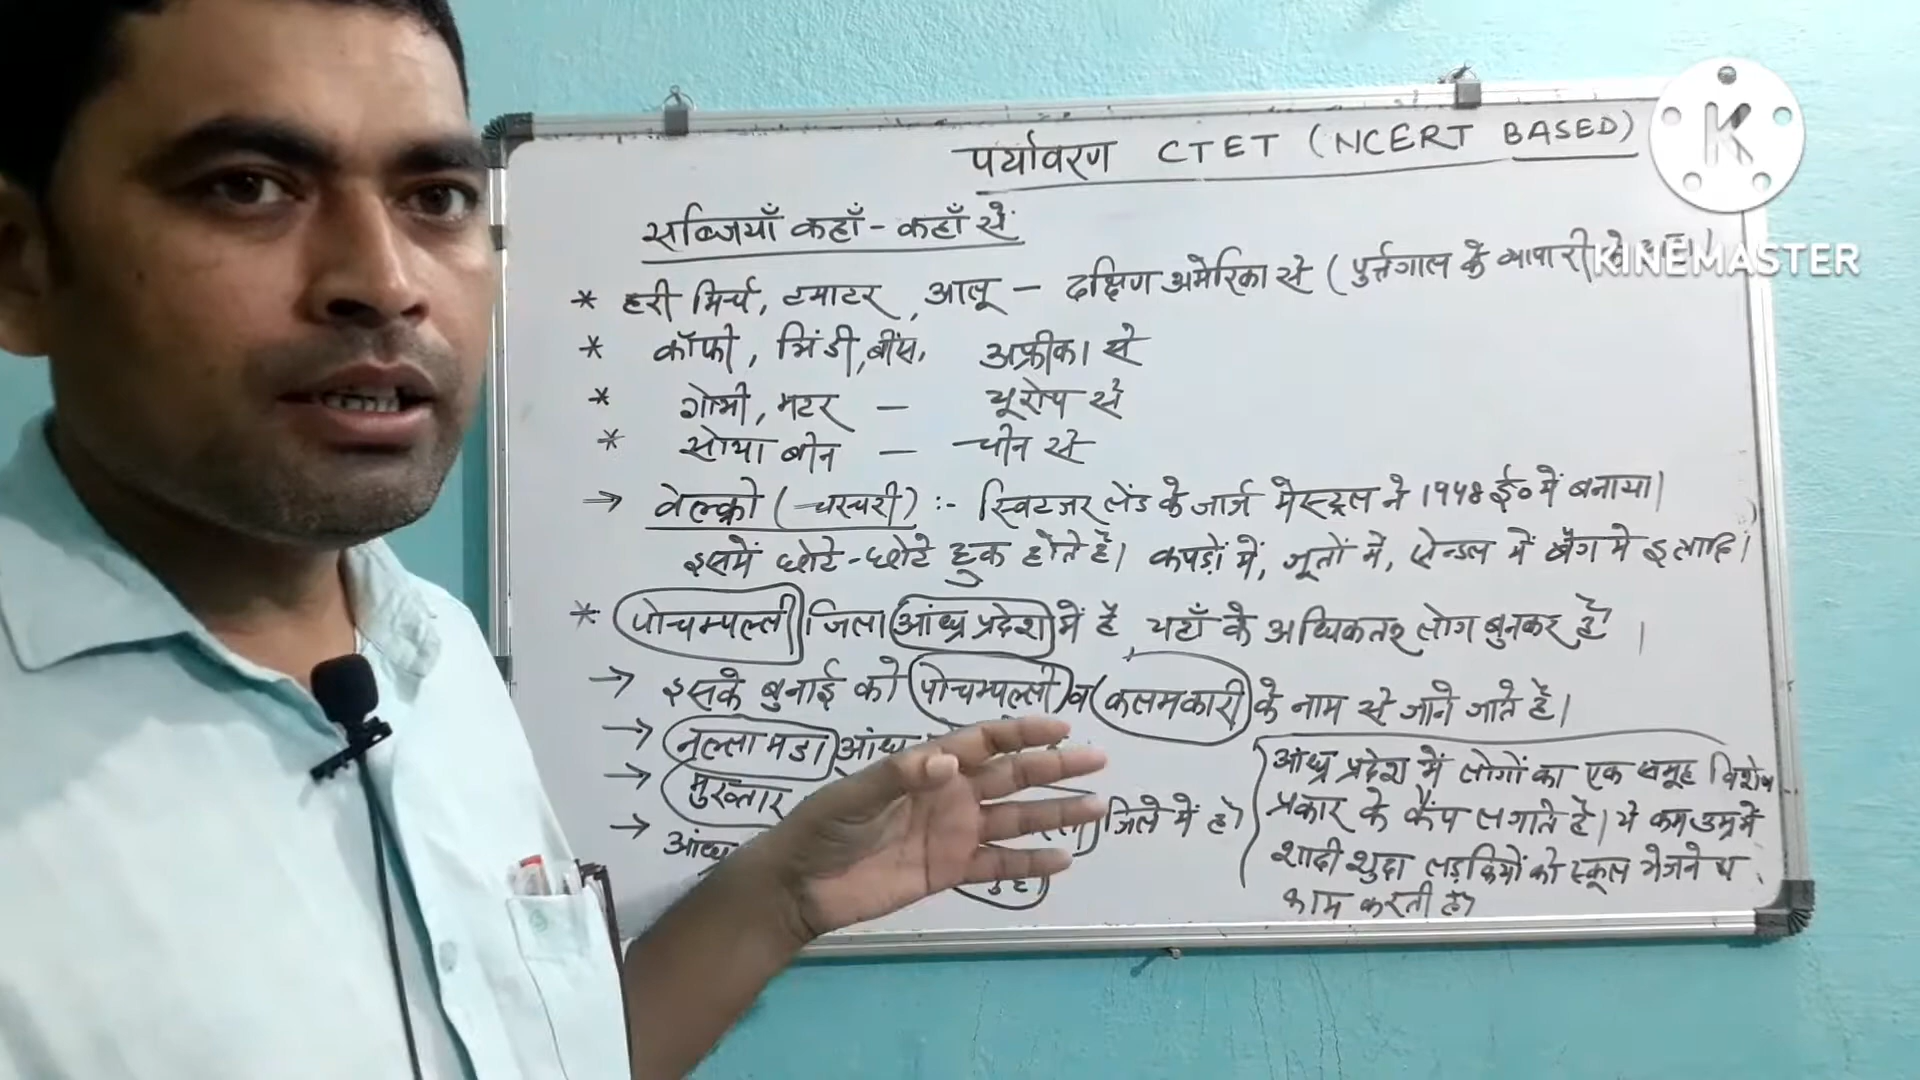 पर्यावरण CTET (NCERT BASED)
KINEMASTER
सब्जियाँ कहाँ - कहाँ से
* हरी मिर्च, टमाटर, आलू - दक्षिण अमेरिका से (पुर्तगाल के व्यापारी
* कॉफी, भिंडी, बींस, अफ्रीका से
* गोभी, मटर - यूरोप से
* सोया बीन - चीन से
→ वेल्क्रो (चरचरी) :- स्विटजरलैंड के जार्ज मेस्ट्रल ने 1948 ई० में बनाया।
इसमें छोटे-छोटे हुक होते हैं। कपड़ों में, जूतों में, सेन्डल में बैग मे इत्यादि।
* पोचमपल्ली जिला आंध्र प्रदेश में है यहाँ के अधिकतर लोग बुनकर है।
→ इसके बुनाई को पोचम्पल्ली व कलमकारी के नाम से जाने जाते हैं।
→ नल्लामडा आंध्र
→ मुख्तार
जिले में है।
→ आंध्र
आंध्र प्रदेश में लोगों का एक समूह विशेष
प्रकार के कैंप लगाते है। ये कम उम्र में
शादी शुदा लड़कियों को स्कूल भेजने प
काम करती है।